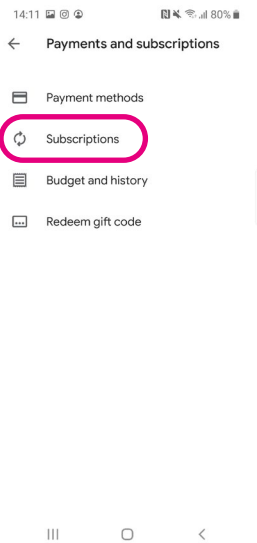 14:11 80%
Payments and subscriptions
Payment methods
Subscriptions
Budget and history
Redeem gift code